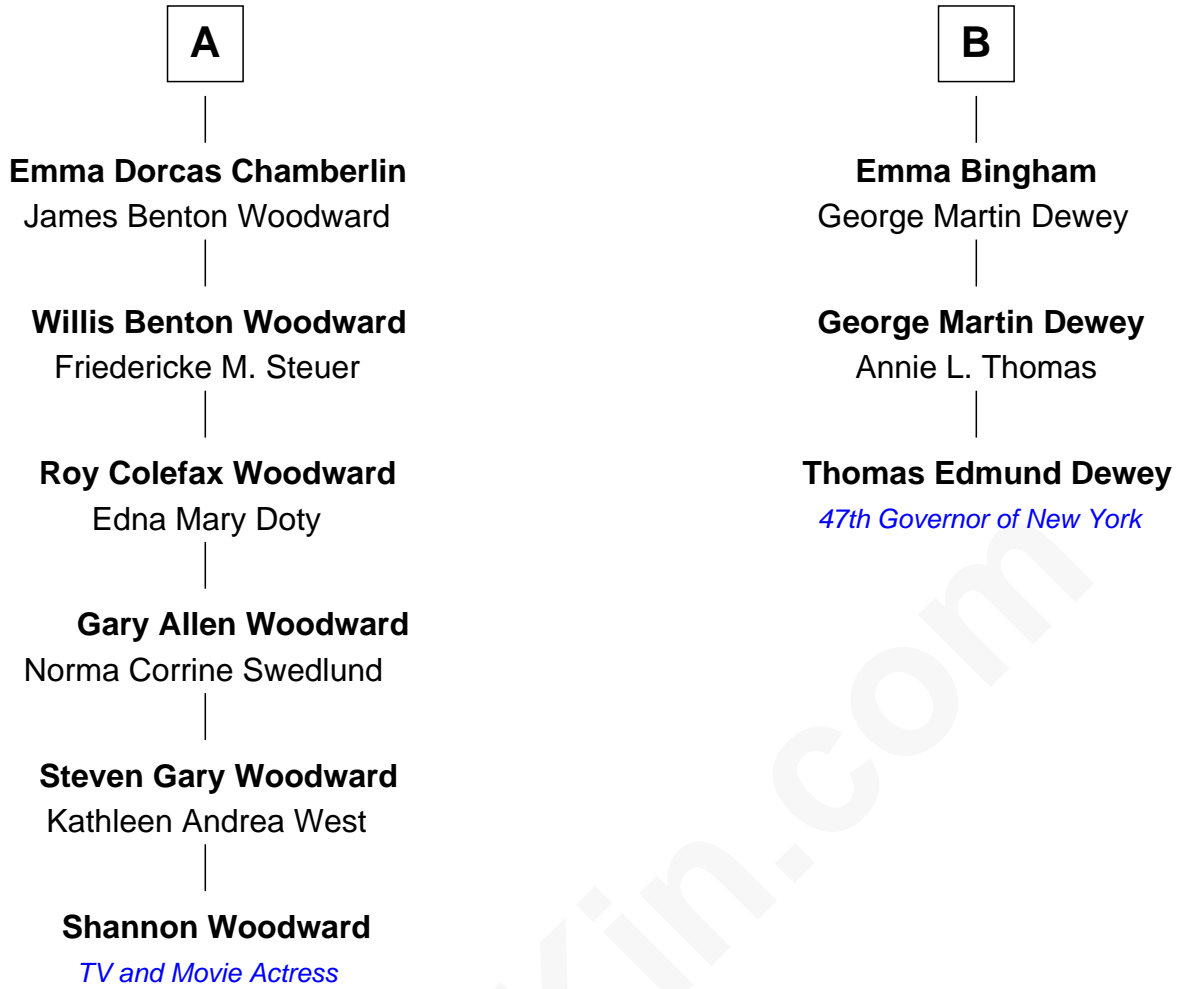 A
Emma Dorcas Chamberlin
James Benton Woodward
Willis Benton Woodward
Friedericke M. Steuer
Roy Colefax Woodward
Edna Mary Doty
Gary Allen Woodward
Norma Corrine Swedlund
Steven Gary Woodward
Kathleen Andrea West
Shannon Woodward
TV and Movie Actress
B
Emma Bingham
George Martin Dewey
George Martin Dewey
Annie L. Thomas
Thomas Edmund Dewey
47th Governor of New York
Kin.com